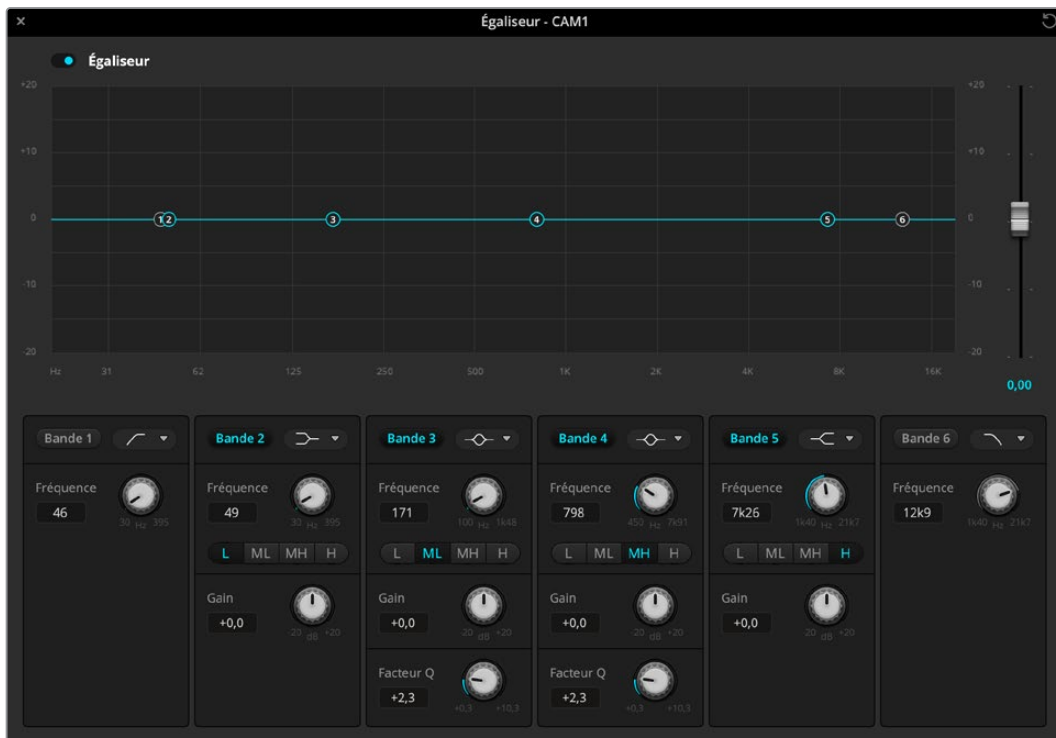 Égaliseur - CAM1
Égaliseur
+20 +20
+10 +10
0 0
-10 -10
-20 -20
Hz 31 62 125 250 500 1K 2K 4K 8K 16K
0,00
1 2 3 4 5 6
Bande 1 Bande 2 Bande 3 Bande 4 Bande 5 Bande 6
Fréquence Fréquence Fréquence Fréquence Fréquence Fréquence
46 49 171 798 7k26 12k9
30 Hz 395 30 Hz 395 100 Hz 1k48 450 Hz 7k91 1k40 Hz 21k7 1k40 Hz 21k7
L ML MH H L ML MH H L ML MH H L ML MH H
Gain Gain Gain Gain
+0,0 +0,0 +0,0 +0,0
-20 dB +20 -20 dB +20 -20 dB +20 -20 dB +20
Facteur Q Facteur Q
+2,3 +2,3
+0,3 +10,3 +0,3 +10,3